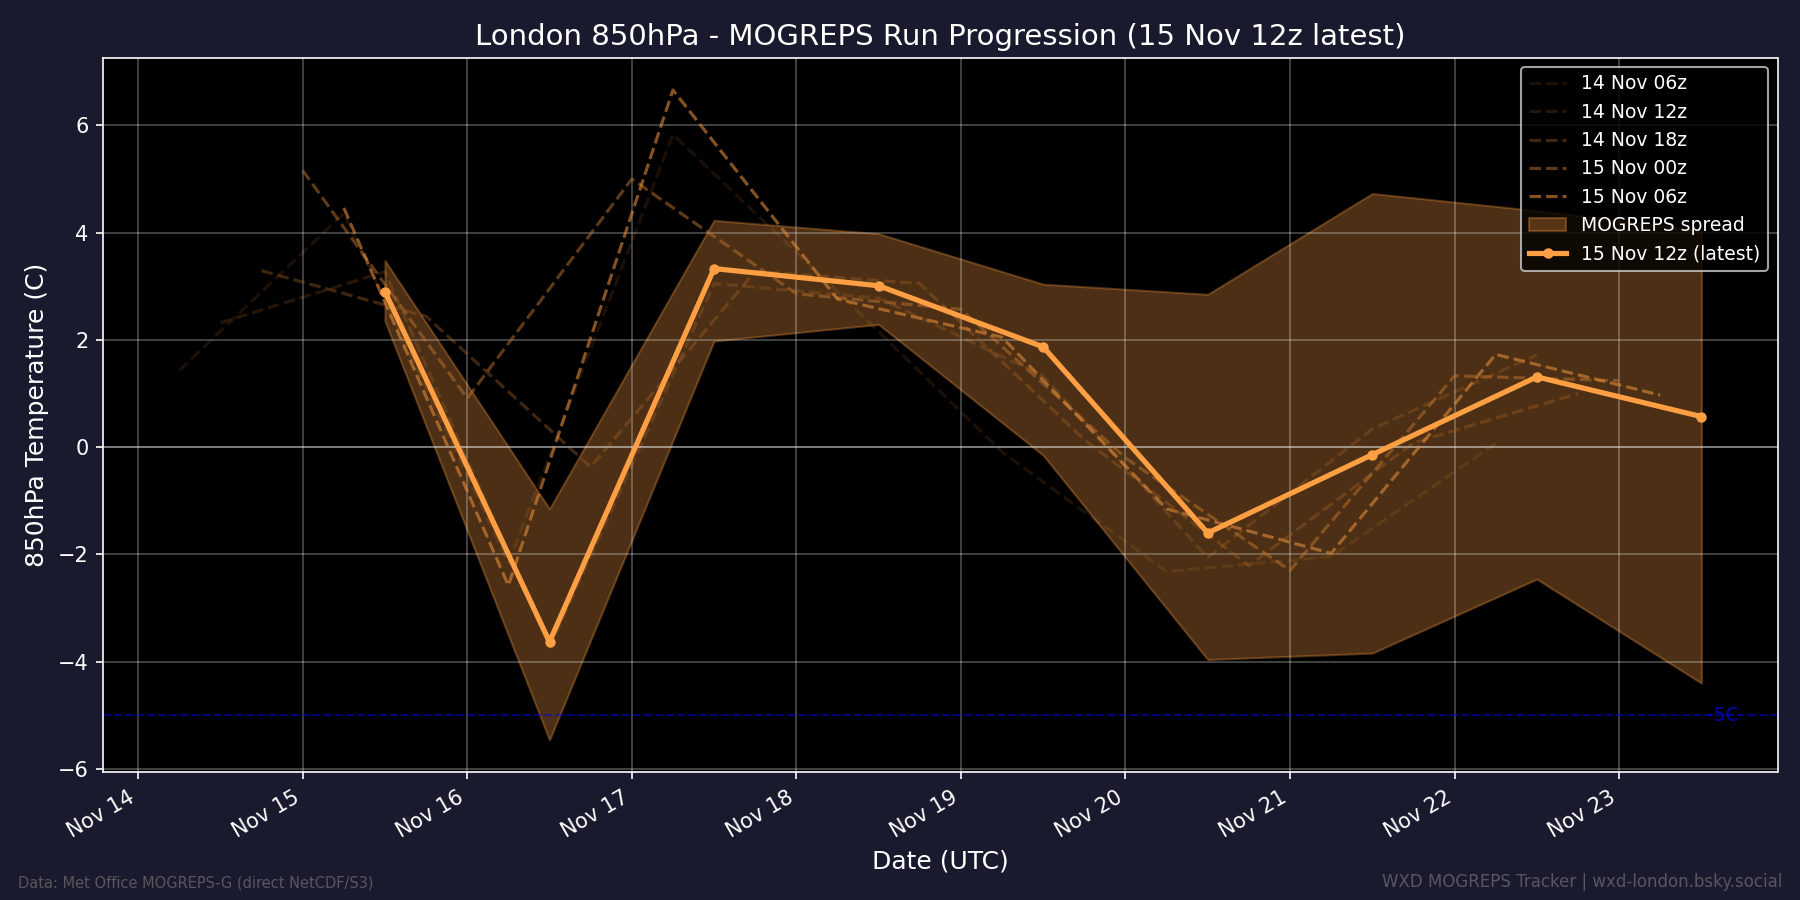 London 850hPa - MOGREPS Run Progression (15 Nov 12z latest)
14 Nov 06z
14 Nov 12z
14 Nov 18z
15 Nov 00z
15 Nov 06z
MOGREPS spread
15 Nov 12z (latest)
850hPa Temperature (C)
6
4
2
0
−2
−4
−6
-5C
Nov 14
Nov 15
Nov 16
Nov 17
Nov 18
Nov 19
Nov 20
Nov 21
Nov 22
Nov 23
Date (UTC)
Data: Met Office MOGREPS-G (direct NetCDF/S3)
WXD MOGREPS Tracker | wxd-london.bsky.social